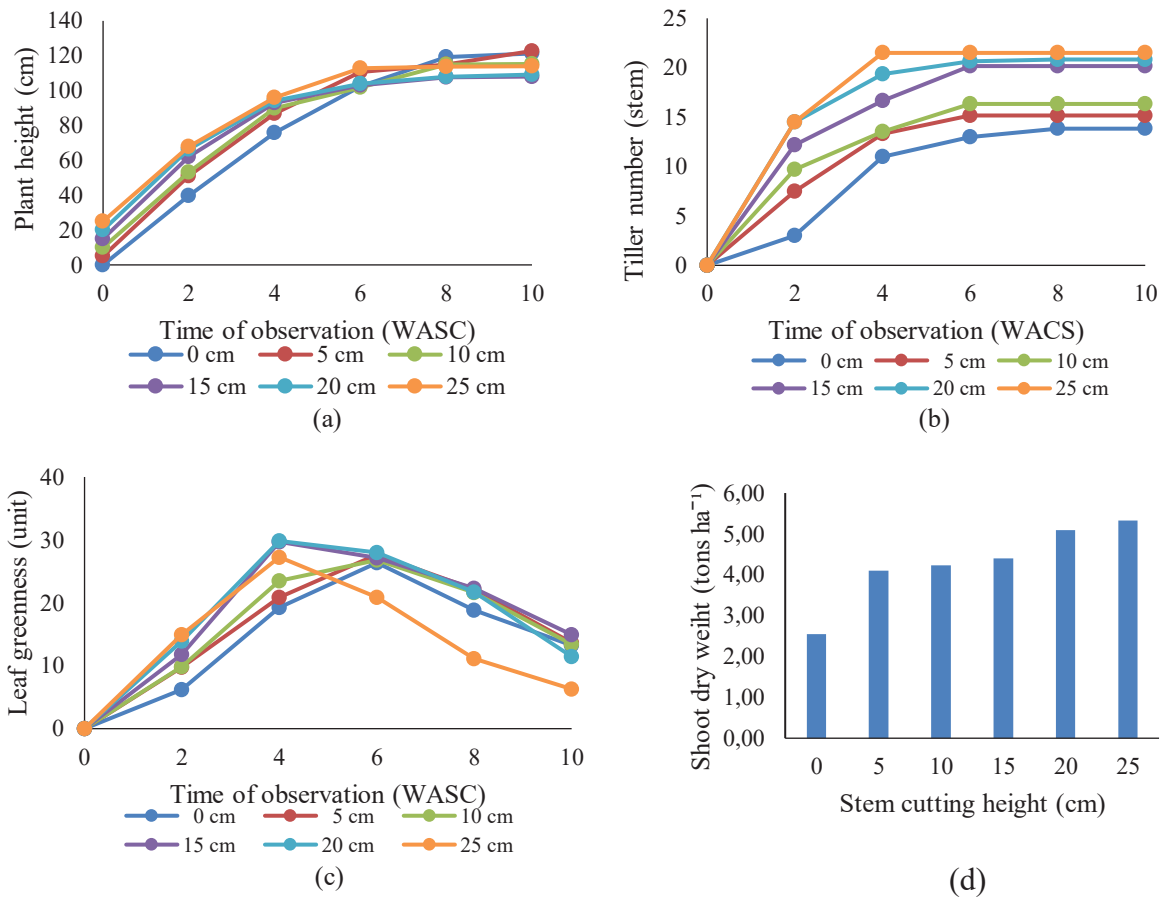 140
120
100
80
60
40
20
0
Plant height (cm)
0 2 4 6 8 10
Time of observation (WASC)
0 cm 5 cm 10 cm
15 cm 20 cm 25 cm
(a)
25
20
15
10
5
0
Tiller number (stem)
0 2 4 6 8 10
Time of observation (WACS)
0 cm 5 cm 10 cm
15 cm 20 cm 25 cm
(b)
40
30
20
10
0
Leaf greenness (unit)
0 2 4 6 8 10
Time of observation (WASC)
0 cm 5 cm 10 cm
15 cm 20 cm 25 cm
(c)
6,00
5,00
4,00
3,00
2,00
1,00
0,00
Shoot dry weiht (tons ha⁻¹)
0 5 10 15 20 25
Stem cutting height (cm)
(d)